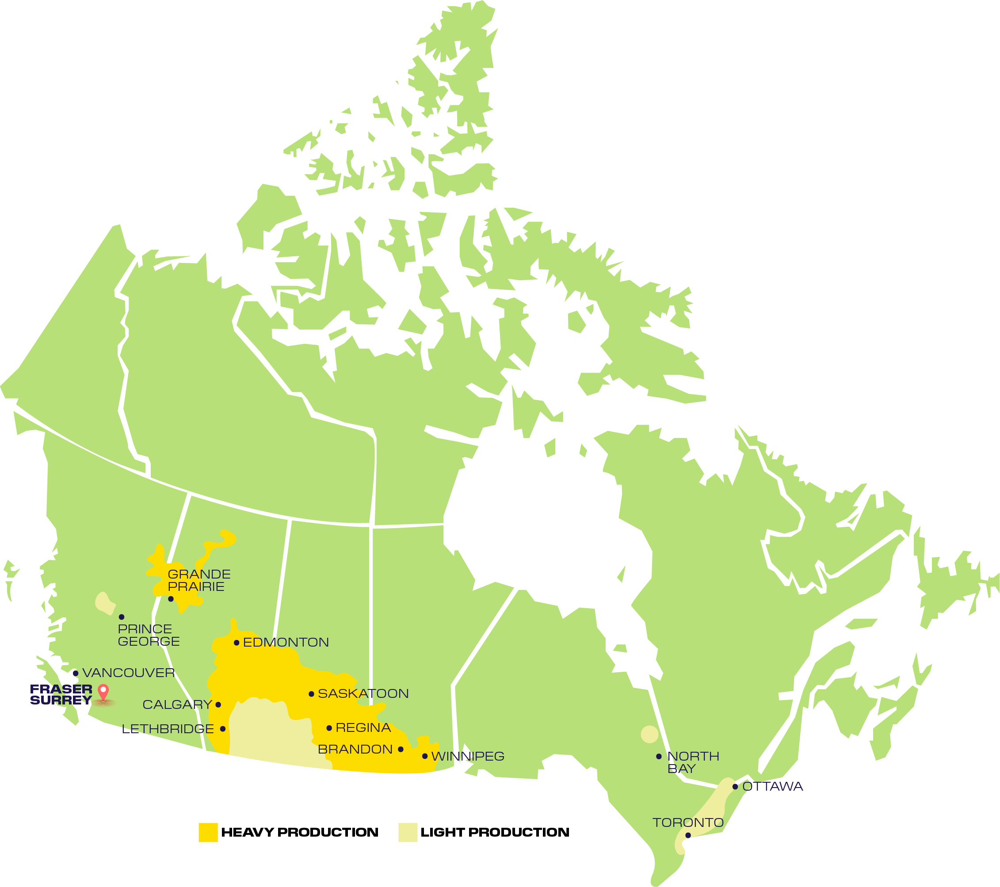 GRANDE
PRAIRIE
PRINCE
GEORGE
EDMONTON
VANCOUVER
FRASER
SURREY
SASKATOON
CALGARY
LETHBRIDGE
REGINA
BRANDON
WINNIPEG
NORTH
BAY
OTTAWA
TORONTO
HEAVY PRODUCTION
LIGHT PRODUCTION